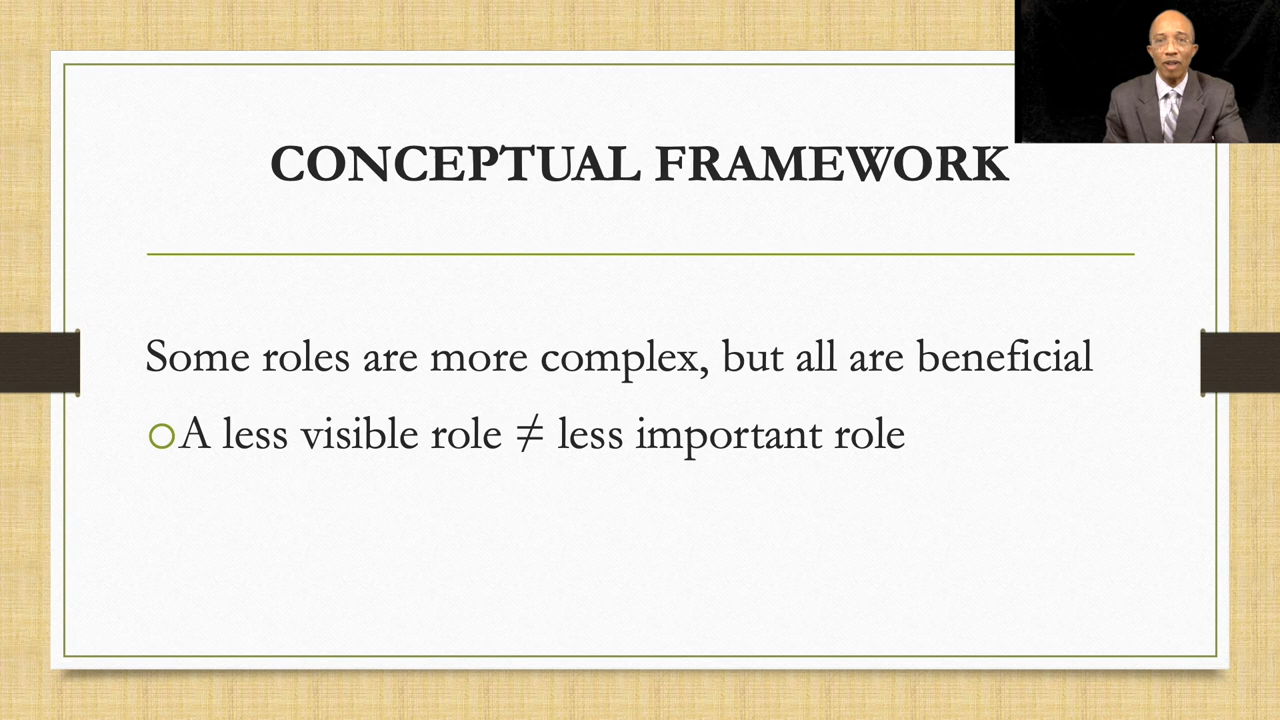 CONCEPTUAL FRAMEWORK
Some roles are more complex, but all are beneficial
A less visible role ≠ less important role